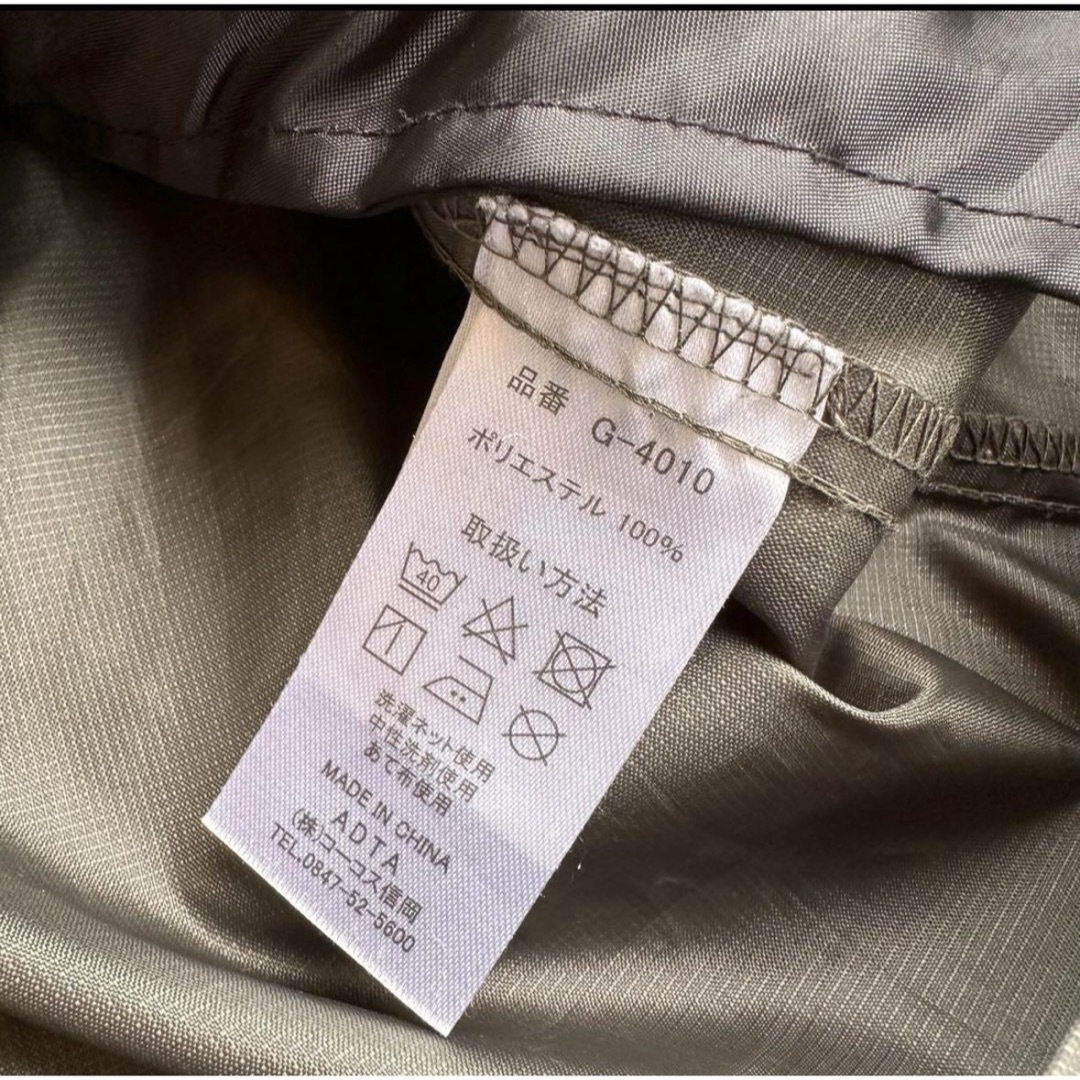 品番 G-4010
ポリエステル 100%
取扱い方法
40
洗濯ネット使用
中性洗剤使用
あて布使用
MADE IN CHINA
ADTA
(株)コーコス信岡
TEL.0847-52-5600